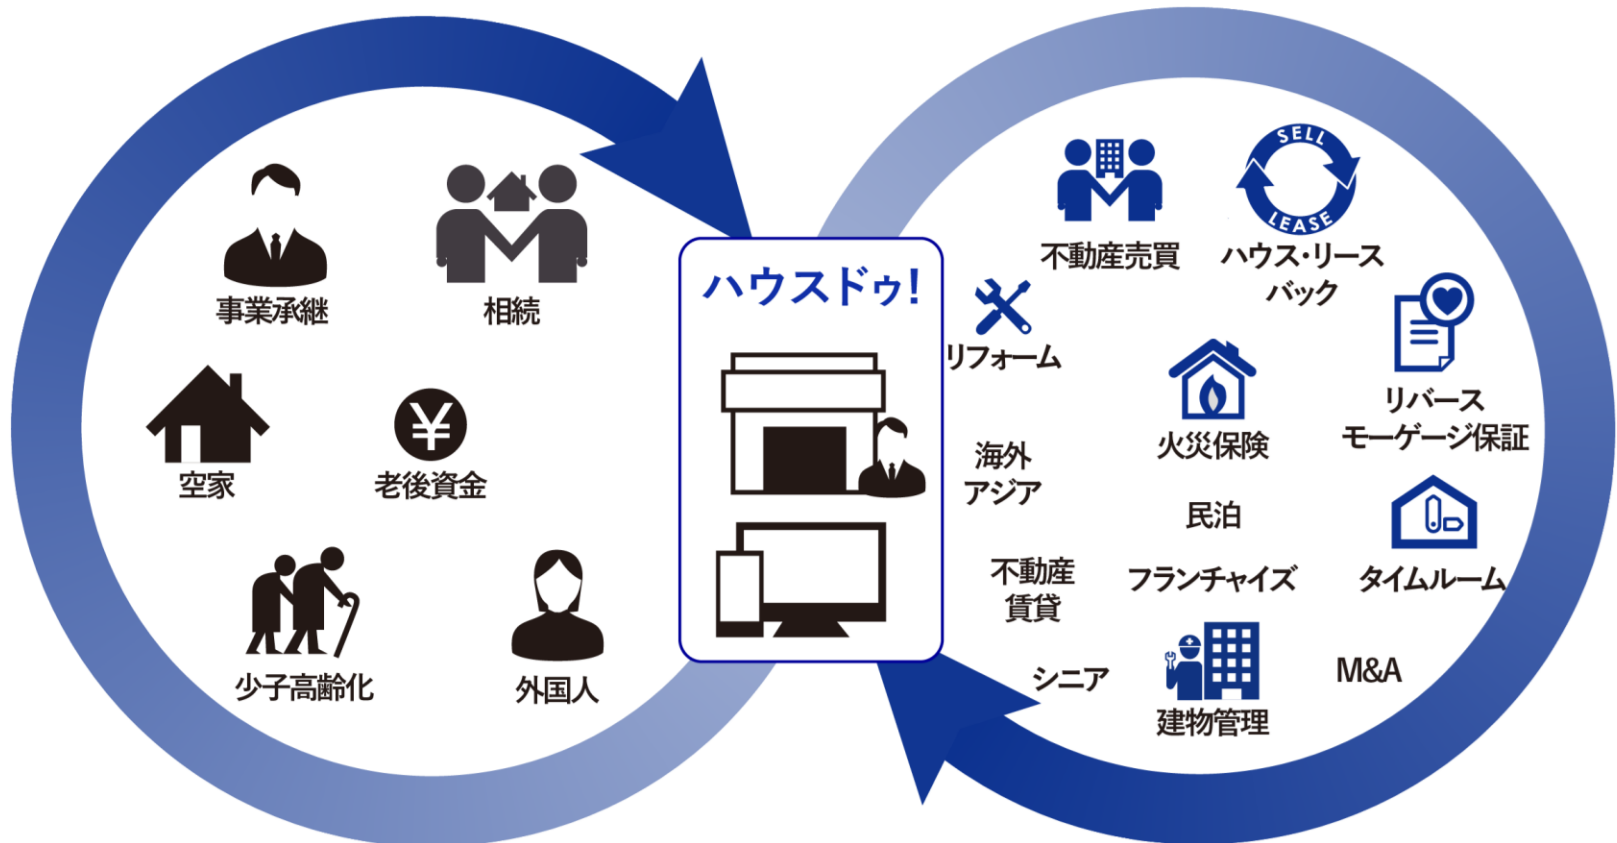 事業承継
相続
空家
¥
老後資金
少子高齢化
外国人
ハウスドゥ!
不動産売買
SELL
LEASE
ハウス・リース
バック
リフォーム
火災保険
リバース
モーゲージ保証
海外
アジア
民泊
タイムルーム
不動産
賃貸
フランチャイズ
シニア
建物管理
M&A